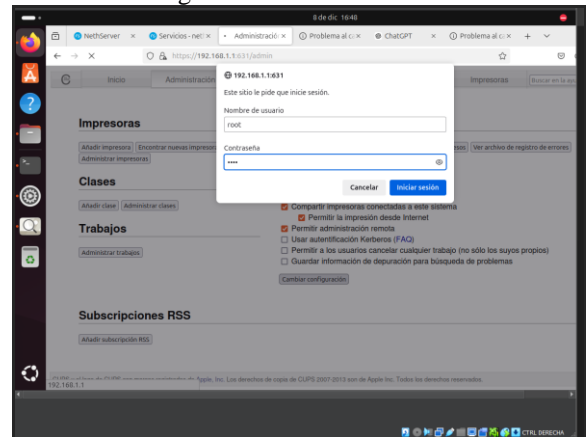 8 de dic 16:48
NethServer × Servicios - net × Administració × Problema al c × ChatGPT × Problema al c × + 
https://192.168.1.1:631/admin
Inicio Administración Impresoras Buscar en la
192.168.1.1:631
Este sitio le pide que inicie sesión.
Nombre de usuario
root
Contraseña
••••
Cancelar Iniciar sesión
Impresoras
Añadir impresora Encontrar nuevas impresoras Ver archivo de registro de errores
Administrar impresoras
Clases
Añadir clase Administrar clases
Compartir impresoras conectadas a este sistema
Permitir la impresión desde Internet
Trabajos
Permitir administración remota
Usar autentificación Kerberos (FAQ)
Administrar trabajos
Permitir a los usuarios cancelar cualquier trabajo (no sólo los suyos propios)
Guardar información de depuración para búsqueda de problemas
Cambiar configuración
Subscripciones RSS
Añadir subscripción RSS
Apple, Inc. Los derechos de copia de CUPS 2007-2013 son de Apple Inc. Todos los derechos reservados.
192.168.1.1
CTRL DERECHA